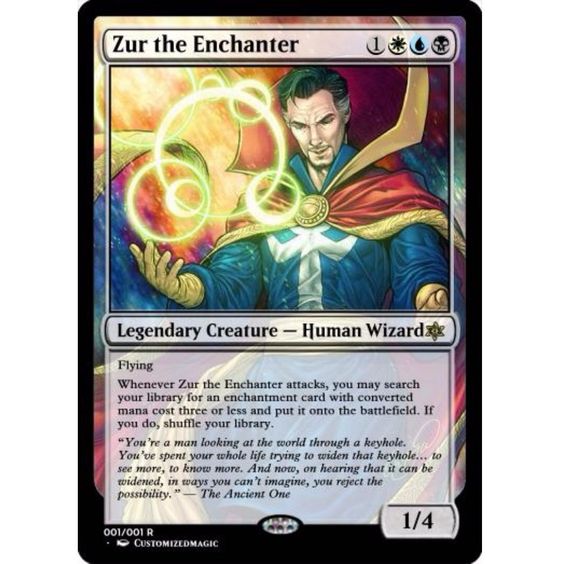 Zur the Enchanter 1
Legendary Creature — Human Wizard
Flying
Whenever Zur the Enchanter attacks, you may search
your library for an enchantment card with converted
mana cost three or less and put it onto the battlefield. If
you do, shuffle your library.
“You're a man looking at the world through a keyhole.
You've spent your whole life trying to widen that keyhole… to
see more, to know more. And now, on hearing that it can be
widened, in ways you can't imagine, you reject the
possibility.” — The Ancient One
1/4
001/001 R
· CUSTOMIZEDMAGIC